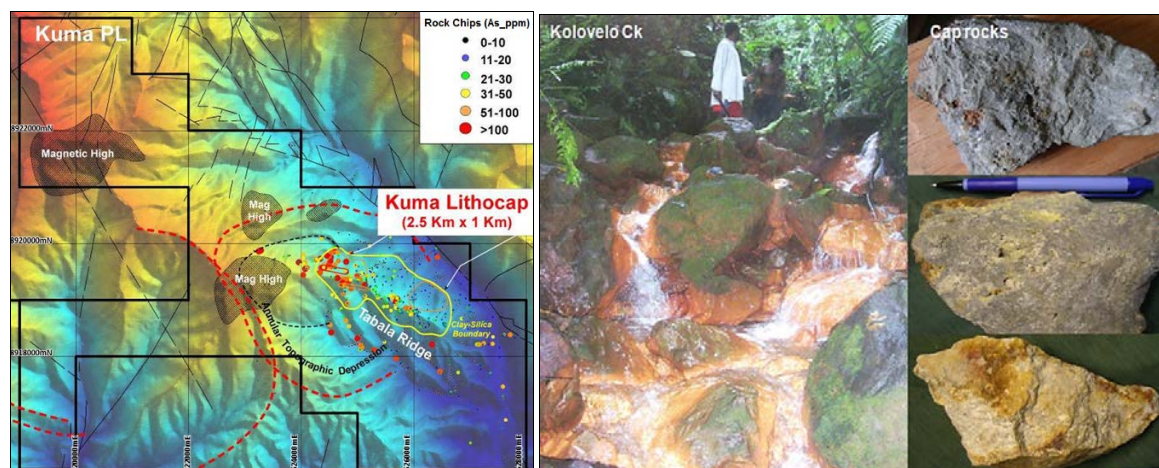 Kuma PL
Rock Chips (As_ppm)
0-10
11-20
21-30
31-50
51-100
>100
8922000mN
Magnetic High
Mag
High
Kuma Lithocap
(2.5 Km x 1 Km)
8920000mN
Mag High
Annular Topographic Depression
Tabala Ridge
Clay-Silica
Boundary
8918000mN
Kolovelo Ck
Cap rocks